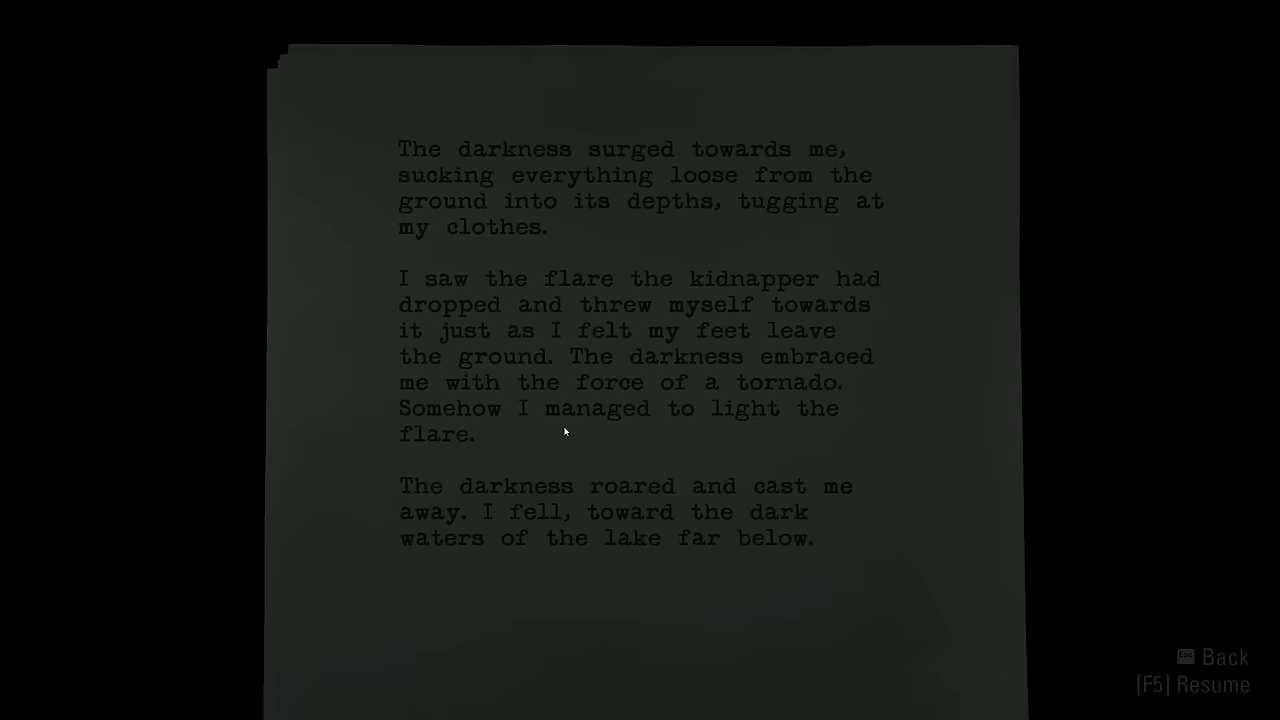 The darkness surged towards me,
sucking everything loose from the
ground into its depths, tugging at
my clothes.
I saw the flare the kidnapper had
dropped and threw myself towards
it just as I felt my feet leave
the ground. The darkness embraced
me with the force of a tornado.
Somehow I managed to light the
flare.
The darkness roared and cast me
away. I fell, toward the dark
waters of the lake far below.
Esc Back
[F5] Resume